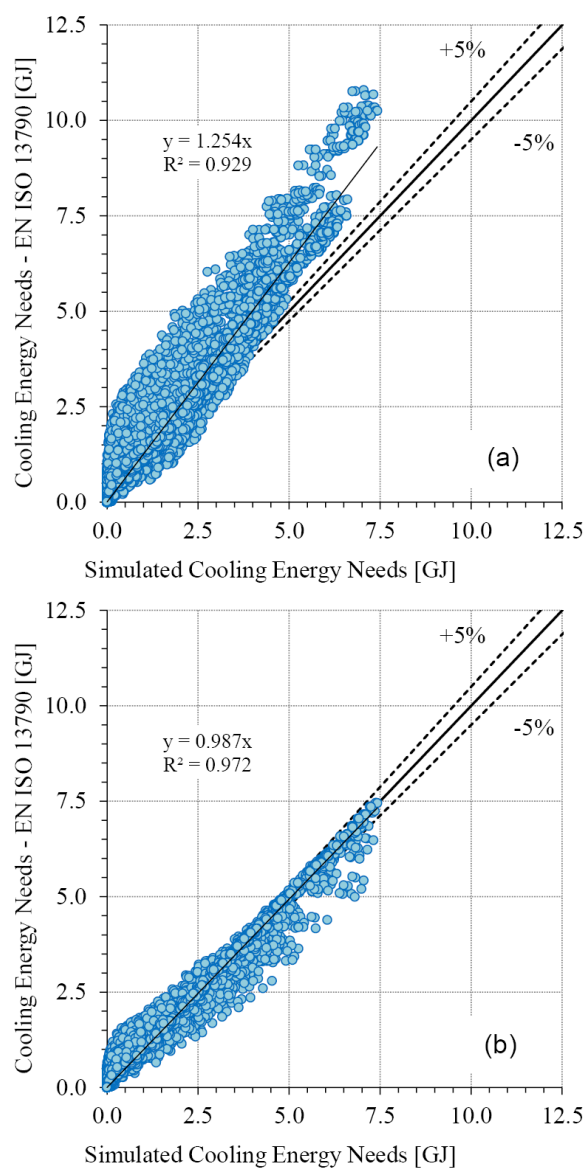 12.5
+5%
10.0
y = 1.254x
R² = 0.929
-5%
7.5
5.0
2.5
(a)
0.0
0.0 2.5 5.0 7.5 10.0 12.5
Cooling Energy Needs - EN ISO 13790 [GJ]
Simulated Cooling Energy Needs [GJ]
12.5
+5%
10.0
y = 0.987x
R² = 0.972
-5%
7.5
5.0
2.5
(b)
0.0
0.0 2.5 5.0 7.5 10.0 12.5
Cooling Energy Needs - EN ISO 13790 [GJ]
Simulated Cooling Energy Needs [GJ]